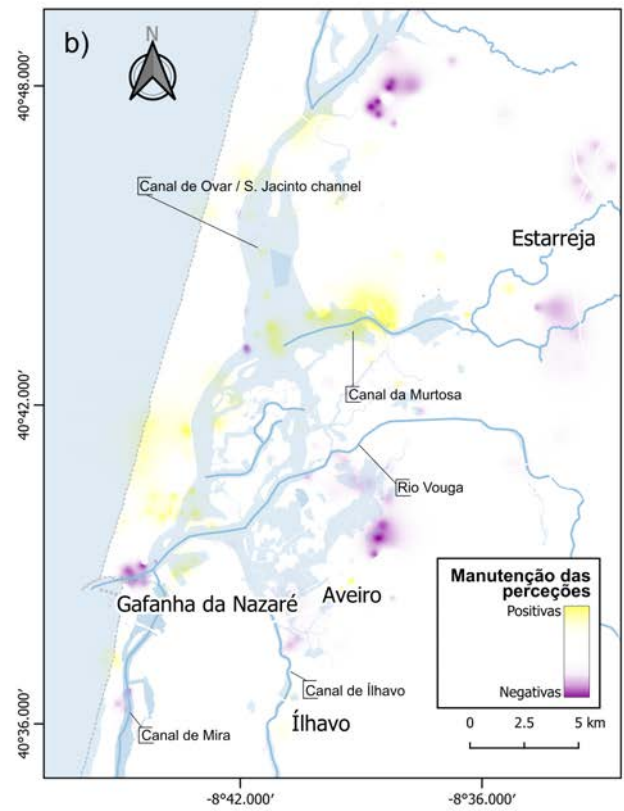 b)
N
40°48.000'
Canal de Ovar / S. Jacinto channel
Estarreja
Canal da Murtosa
40°42.000'
Rio Vouga
Manutenção das
perceções
Positivas
Negativas
Gafanha da Nazaré
Aveiro
Canal de Ílhavo
0 2.5 5 km
40°36.000'
Ílhavo
Canal de Mira
-8°42.000'
-8°36.000'